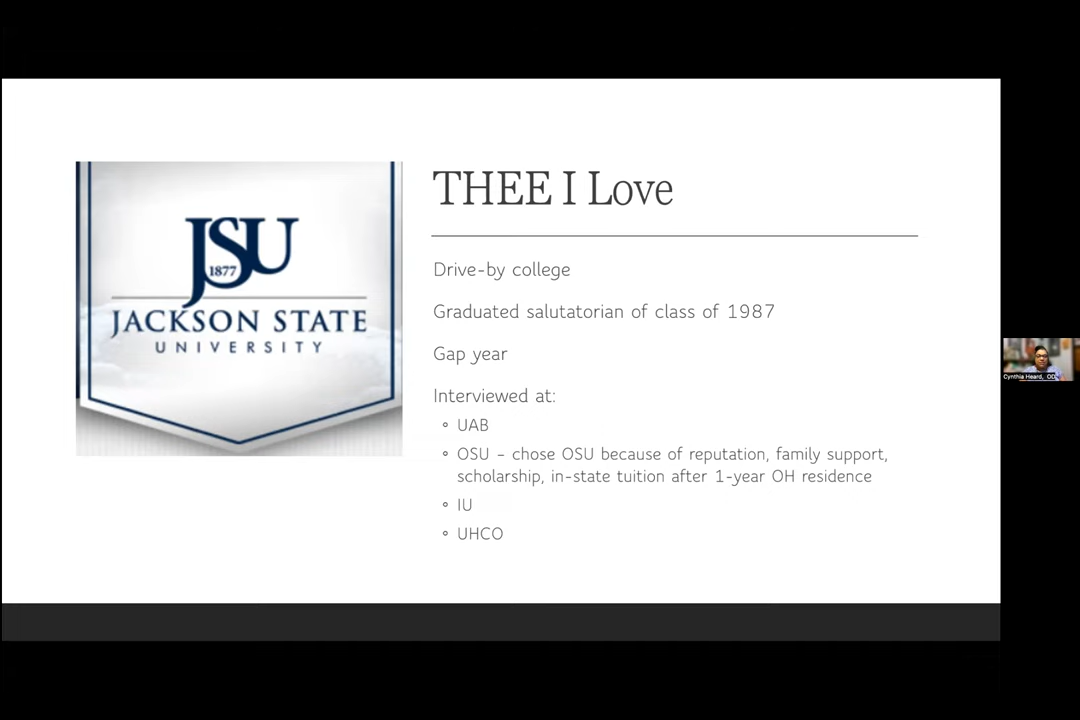 JSU
1877
JACKSON STATE
UNIVERSITY
THEE I Love
Drive-by college
Graduated salutatorian of class of 1987
Gap year
Interviewed at:
◦ UAB
◦ OSU – chose OSU because of reputation, family support,
scholarship, in-state tuition after 1-year OH residence
◦ IU
◦ UHCO
Cynthia Heard, OD